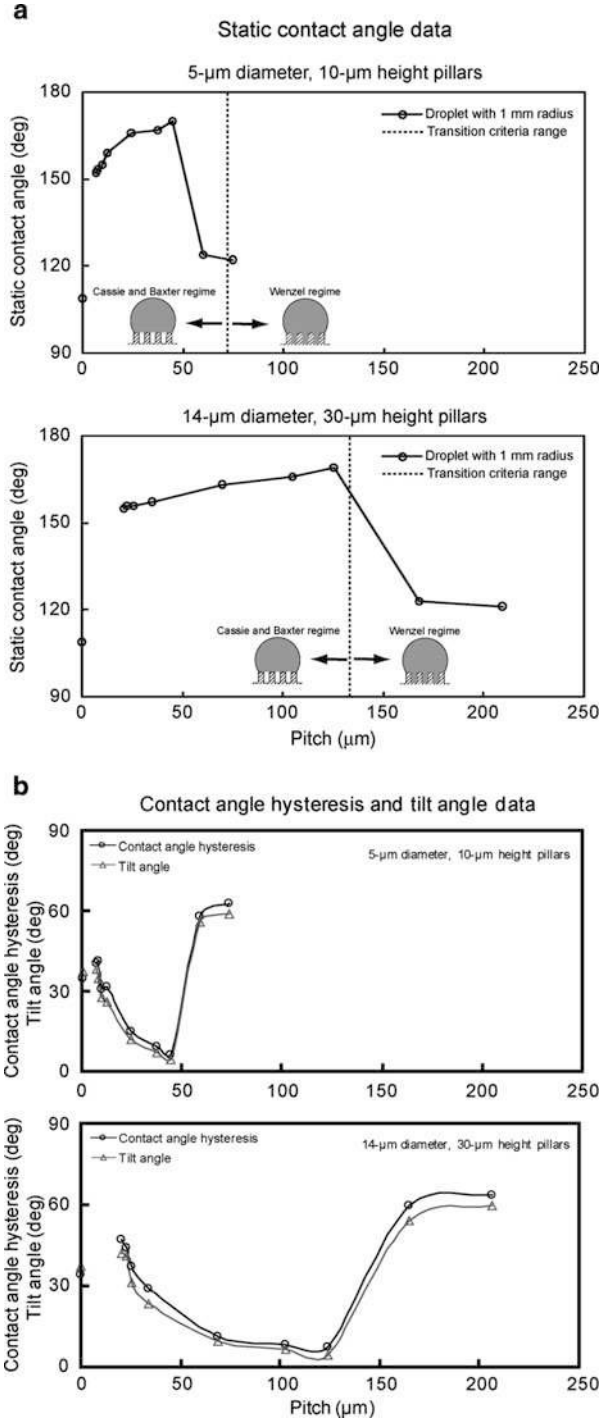 a
Static contact angle data
5-μm diameter, 10-μm height pillars
Static contact angle (deg)
180
150
120
90
Droplet with 1 mm radius
Transition criteria range
Cassie and Baxter regime
Wenzel regime
0 50 100 150 200 250
14-μm diameter, 30-μm height pillars
Static contact angle (deg)
180
150
120
90
Droplet with 1 mm radius
Transition criteria range
Cassie and Baxter regime
Wenzel regime
0 50 100 150 200 250
Pitch (μm)
b
Contact angle hysteresis and tilt angle data
Contact angle hysteresis (deg)
Tilt angle (deg)
90
60
30
0
Contact angle hysteresis
Tilt angle
5-μm diameter, 10-μm height pillars
0 50 100 150 200 250
Contact angle hysteresis (deg)
Tilt angle (deg)
90
60
30
0
Contact angle hysteresis
Tilt angle
14-μm diameter, 30-μm height pillars
0 50 100 150 200 250
Pitch (μm)